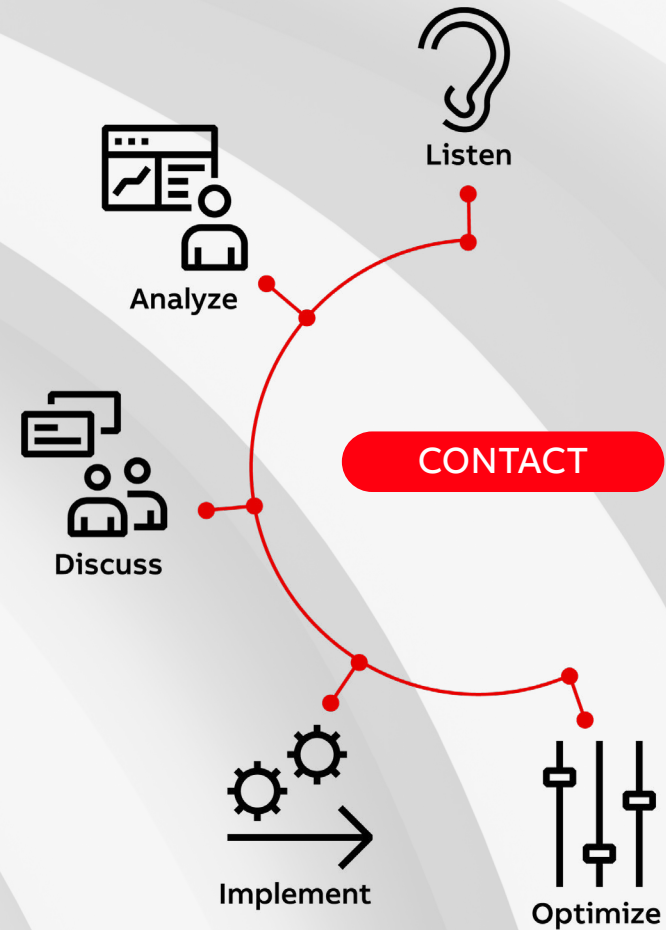 Listen
Analyze
CONTACT
Discuss
Implement
Optimize